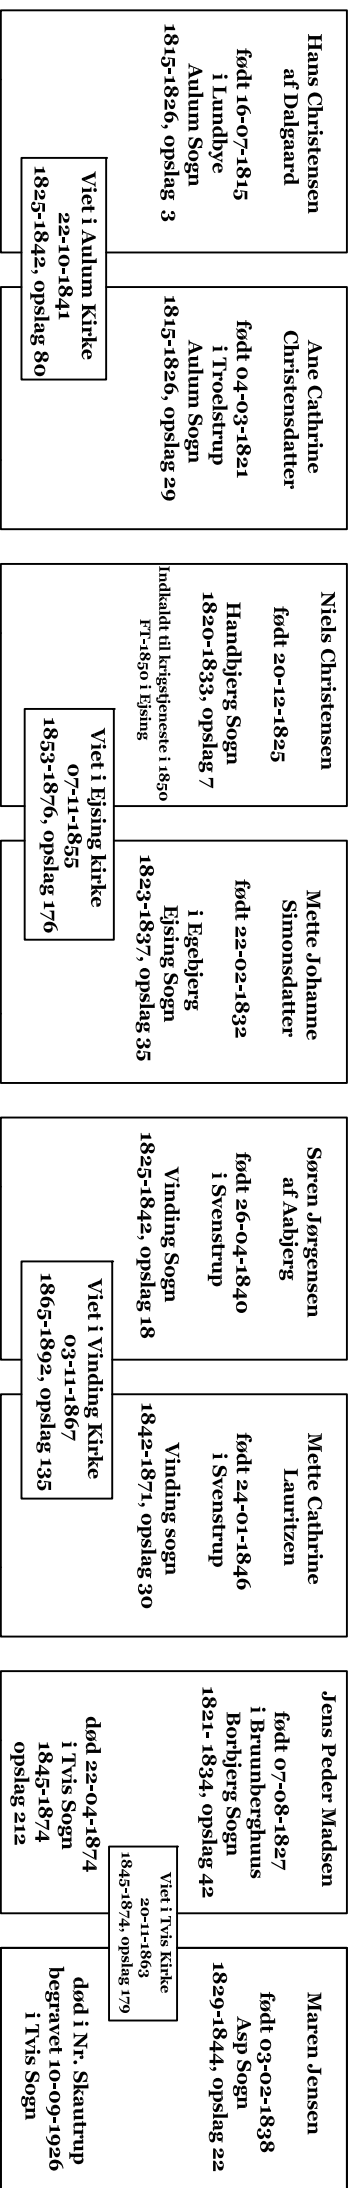 Hans Christensen
af Dalgaard
født 16-07-1815
i Lundbye
Aulum Sogn
1815-1826, opslag 3
Viet i Aulum Kirke
22-10-1841
1825-1842, opslag 80
Ane Cathrine
Christensdatter
født 04-03-1821
i Troelstrup
Aulum Sogn
1815-1826, opslag 29
Niels Christensen
født 20-12-1825
Handbjerg Sogn
1820-1833, opslag 7
Indkaldt til krigstjeneste i 1850
FT-1850 i Ejsing
Viet i Ejsing kirke
07-11-1855
1853-1876, opslag 176
Mette Johanne
Simonsdatter
født 22-02-1832
i Egebjerg
Ejsing Sogn
1823-1837, opslag 35
Søren Jørgensen
af Aabjerg
født 26-04-1840
i Svenstrup
Vinding Sogn
1825-1842, opslag 18
Viet i Vinding Kirke
03-11-1867
1865-1892, opslag 135
Mette Cathrine
Lauritzen
født 24-01-1846
i Svenstrup
Vinding sogn
1842-1871, opslag 30
Jens Peder Madsen
født 07-08-1827
i Bruunberghuus
Borbjerg Sogn
1821- 1834, opslag 42
død 22-04-1874
i Tvis Sogn
1845-1874
opslag 212
Viet i Tvis Kirke
20-11-1863
1845-1874, opslag 179
Maren Jensen
født 03-02-1838
Asp Sogn
1829-1844, opslag 22
død i Nr. Skautrup
begravet 10-09-1926
i Tvis Sogn